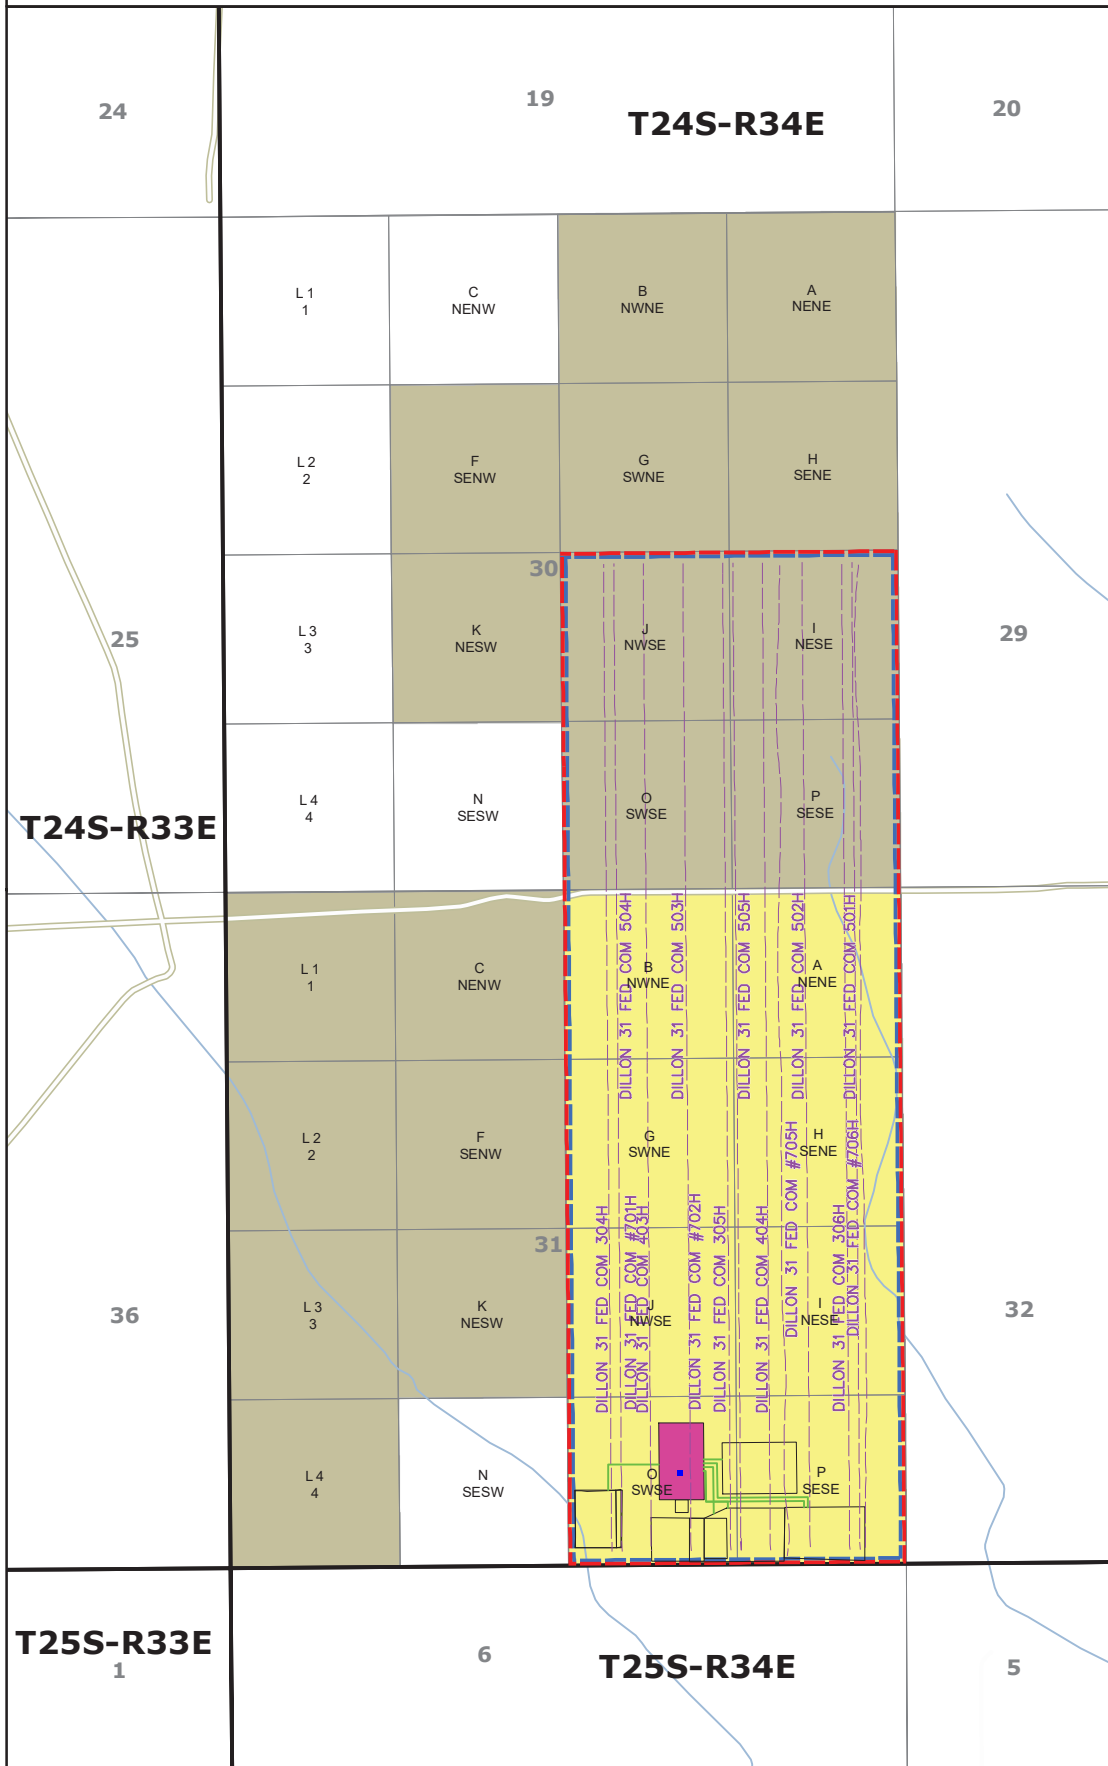 24
19
20
T24S-R34E
L 1
1
C
NENW
B
NWNE
A
NENE
L 2
2
F
SENW
G
SWNE
H
SENE
30
25
29
L 3
3
K
NESW
J
NWSE
I
NESE
L 4
4
N
SESW
O
SWSE
P
SESE
T24S-R33E
DILLON 31 FED COM 504H
DILLON 31 FED COM 503H
DILLON 31 FED COM 505H
DILLON 31 FED COM 502H
DILLON 31 FED COM 501H
L 1
1
C
NENW
B
NWNE
A
NENE
L 2
2
F
SENW
G
SWNE
H
SENE
DILLON 31 FED COM #705H
DILLON 31 FED COM #706H
DILLON 31 FED COM 304H
DILLON 31 FED COM #701H
DILLON 31 FED COM 403H
DILLON 31 FED COM #702H
DILLON 31 FED COM 305H
DILLON 31 FED COM 404H
DILLON 31 FED COM 306H
31
36
32
L 3
3
K
NESW
J
NWSE
I
NESE
L 4
4
N
SESW
O
SWSE
P
SESE
T25S-R33E
1
6
T25S-R34E
5